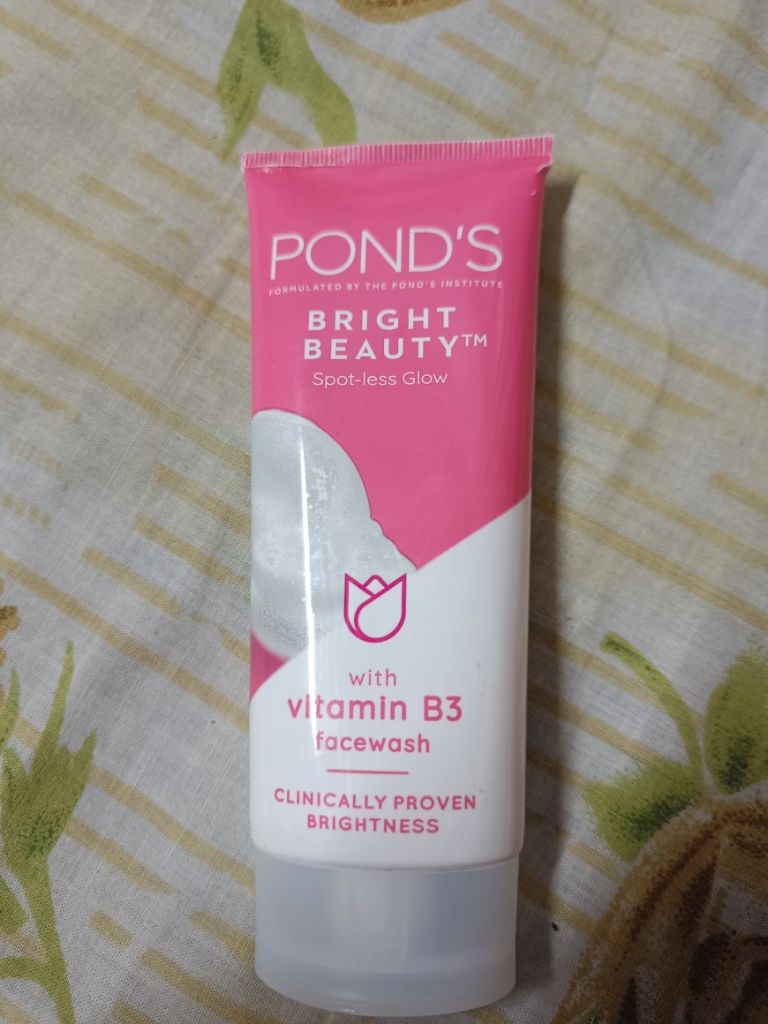 POND'S
FORMULATED BY THE POND'S INSTITUTE
BRIGHT
BEAUTY™
Spot-less Glow
with
vitamin B3
facewash
CLINICALLY PROVEN
BRIGHTNESS